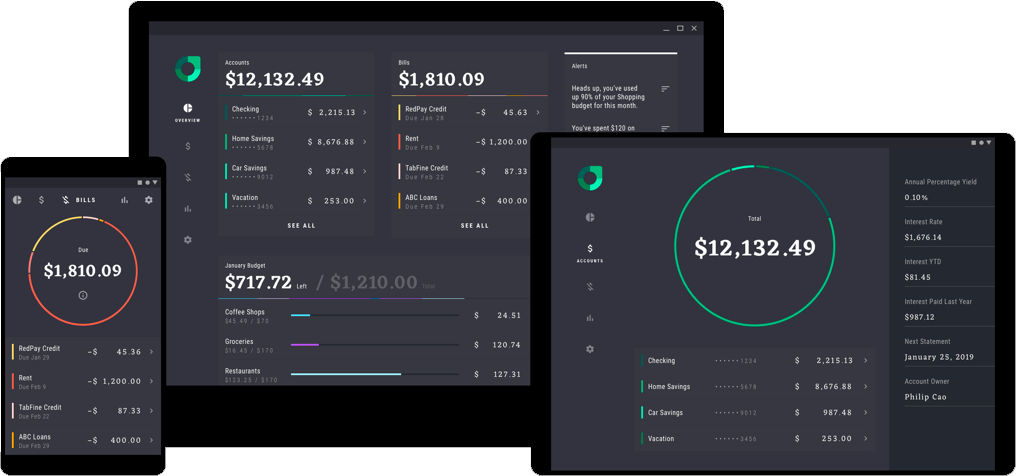 Accounts
$12,132.49
Checking
······1234
$ 2,215.13
Home Savings
······5678
$ 8,676.88
Car Savings
······9012
$ 987.48
Vacation
······3456
$ 253.00
SEE ALL
Bills
$1,810.09
RedPay Credit
Due Jan 28
–$ 45.63
Rent
Due Feb 9
–$ 1,200.00
TabFine Credit
Due Feb 22
–$ 87.33
ABC Loans
Due Feb 29
–$ 400.00
SEE ALL
Alerts
Heads up, you've used
up 90% of your Shopping
budget for this month.
You've spent $120 on
OVERVIEW
January Budget
$717.72 Left / $1,210.00 Total
Coffee Shops
$45.49 / $70
$ 24.51
Groceries
$16.45 / $170
$ 120.74
Restaurants
$123.25 / $170
$ 127.31
BILLS
Due
$1,810.09
RedPay Credit
Due Jan 29
–$ 45.36
Rent
Due Feb 9
–$ 1,200.00
TabFine Credit
Due Feb 22
–$ 87.33
ABC Loans
Due Feb 29
–$ 400.00
ACCOUNTS
Total
$12,132.49
Checking ······1234 $ 2,215.13
Home Savings ······5678 $ 8,676.88
Car Savings ······9012 $ 987.48
Vacation ······3456 $ 253.00
Annual Percentage Yield
0.10%
Interest Rate
$1,676.14
Interest YTD
$81.45
Interest Paid Last Year
$987.12
Next Statement
January 25, 2019
Account Owner
Philip Cao